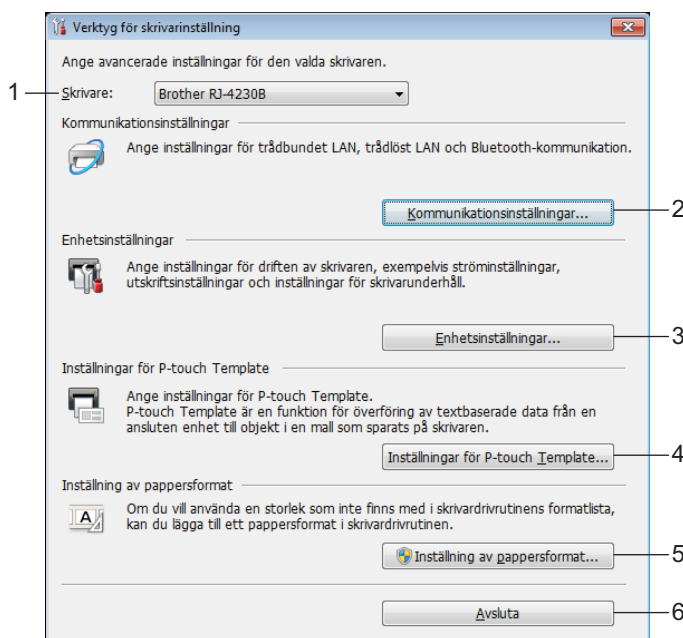 Verktyg för skrivarinställning
Ange avancerade inställningar för den valda skrivaren.
1
Skrivare: Brother RJ-4230B
Kommunikationsinställningar
Ange inställningar för trådbundet LAN, trådlöst LAN och Bluetooth-kommunikation.
Kommunikationsinställningar...
2
Enhetsinställningar
Ange inställningar för driften av skrivaren, exempelvis ströminställningar,
utskriftsinställningar och inställningar för skrivarunderhåll.
Enhetsinställningar...
3
Inställningar för P-touch Template
Ange inställningar för P-touch Template.
P-touch Template är en funktion för överföring av textbaserade data från en
ansluten enhet till objekt i en mall som sparats på skrivaren.
Inställningar för P-touch Template...
4
Inställning av pappersformat
Om du vill använda en storlek som inte finns med i skrivardrivrutinens formatlista,
kan du lägga till ett pappersformat i skrivardrivrutinen.
Inställning av pappersformat...
5
Avsluta
6